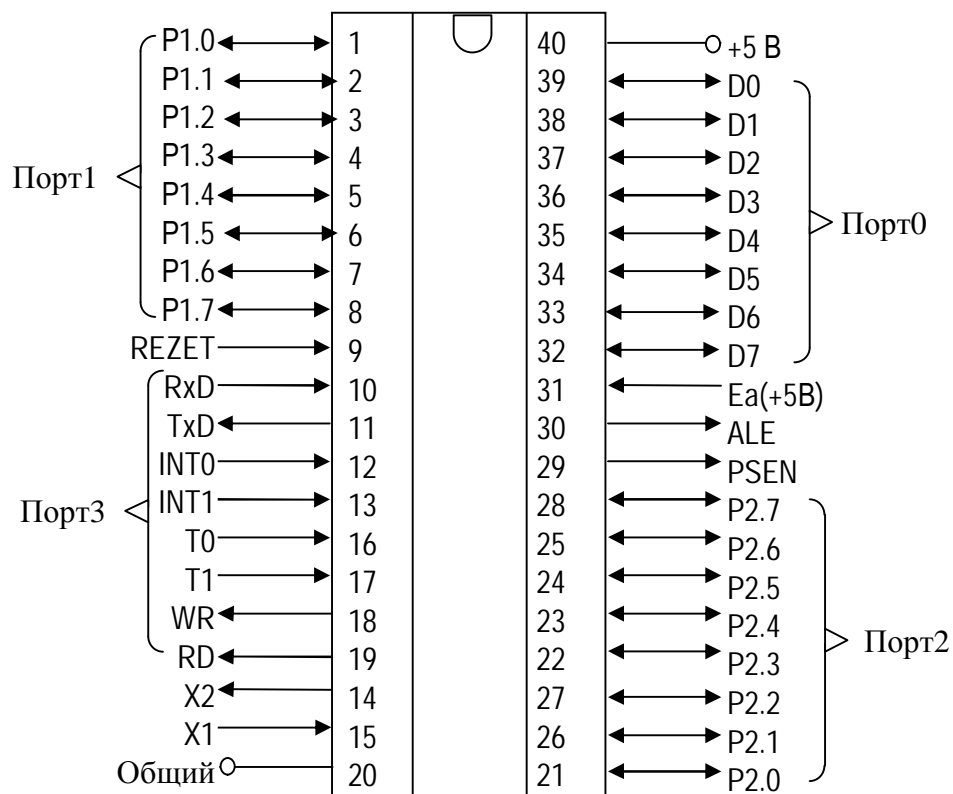 P1.0 1 40 +5 В
P1.1 2 39 D0
P1.2 3 38 D1
P1.3 4 37 D2
Порт1
P1.4 5 36 D3
Порт0
P1.5 6 35 D4
P1.6 7 34 D5
P1.7 8 33 D6
REZET 9 32 D7
RxD 10 31 Ea(+5В)
TxD 11 30 ALE
INT0 12 29 PSEN
INT1 13 28 P2.7
Порт3
T0 16 25 P2.6
T1 17 24 P2.5
WR 18 23 P2.4
Порт2
RD 19 22 P2.3
X2 14 27 P2.2
X1 15 26 P2.1
Общий 20 21 P2.0